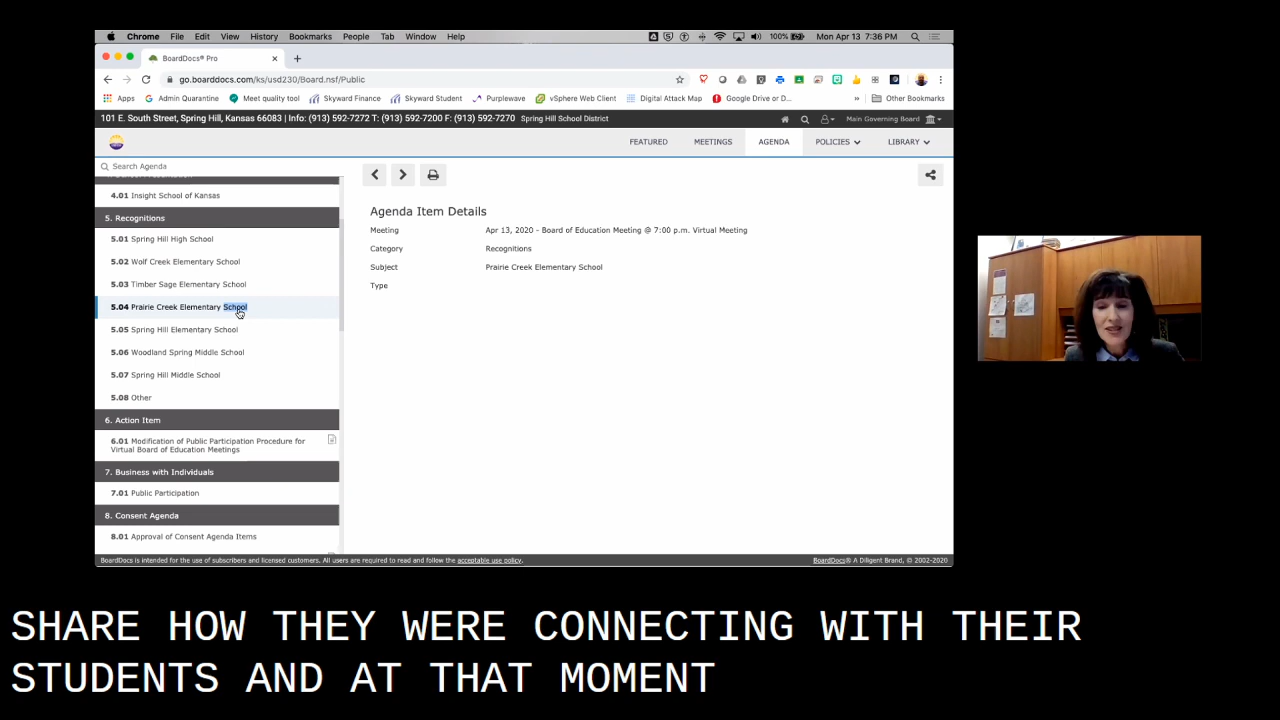 Chrome File Edit View History Bookmarks People Tab Window Help 100% Mon Apr 13 7:36 PM
BoardDocs® Pro
go.boarddocs.com/ks/usd230/Board.nsf/Public
Apps Admin Quarantine Meet quality tool Skyward Finance Skyward Student Purplewave vSphere Web Client Digital Attack Map Google Drive or D... » Other Bookmarks
101 E. South Street, Spring Hill, Kansas 66083 | Info: (913) 592-7272 T: (913) 592-7200 F: (913) 592-7270 Spring Hill School District Main Governing Board
FEATURED MEETINGS AGENDA POLICIES LIBRARY
Search Agenda
4.01 Insight School of Kansas
5. Recognitions
5.01 Spring Hill High School
5.02 Wolf Creek Elementary School
5.03 Timber Sage Elementary School
5.04 Prairie Creek Elementary School
5.05 Spring Hill Elementary School
5.06 Woodland Spring Middle School
5.07 Spring Hill Middle School
5.08 Other
6. Action Item
6.01 Modification of Public Participation Procedure for
Virtual Board of Education Meetings
7. Business with Individuals
7.01 Public Participation
8. Consent Agenda
8.01 Approval of Consent Agenda Items
Agenda Item Details
Meeting Apr 13, 2020 - Board of Education Meeting @ 7:00 p.m. Virtual Meeting
Category Recognitions
Subject Prairie Creek Elementary School
Type
BoardDocs is intended for the use of subscribers and licensed customers. All users are required to read and follow the acceptable use policy. BoardDocs® A Diligent Brand, © 2002-2020
SHARE HOW THEY WERE CONNECTING WITH THEIR
STUDENTS AND AT THAT MOMENT